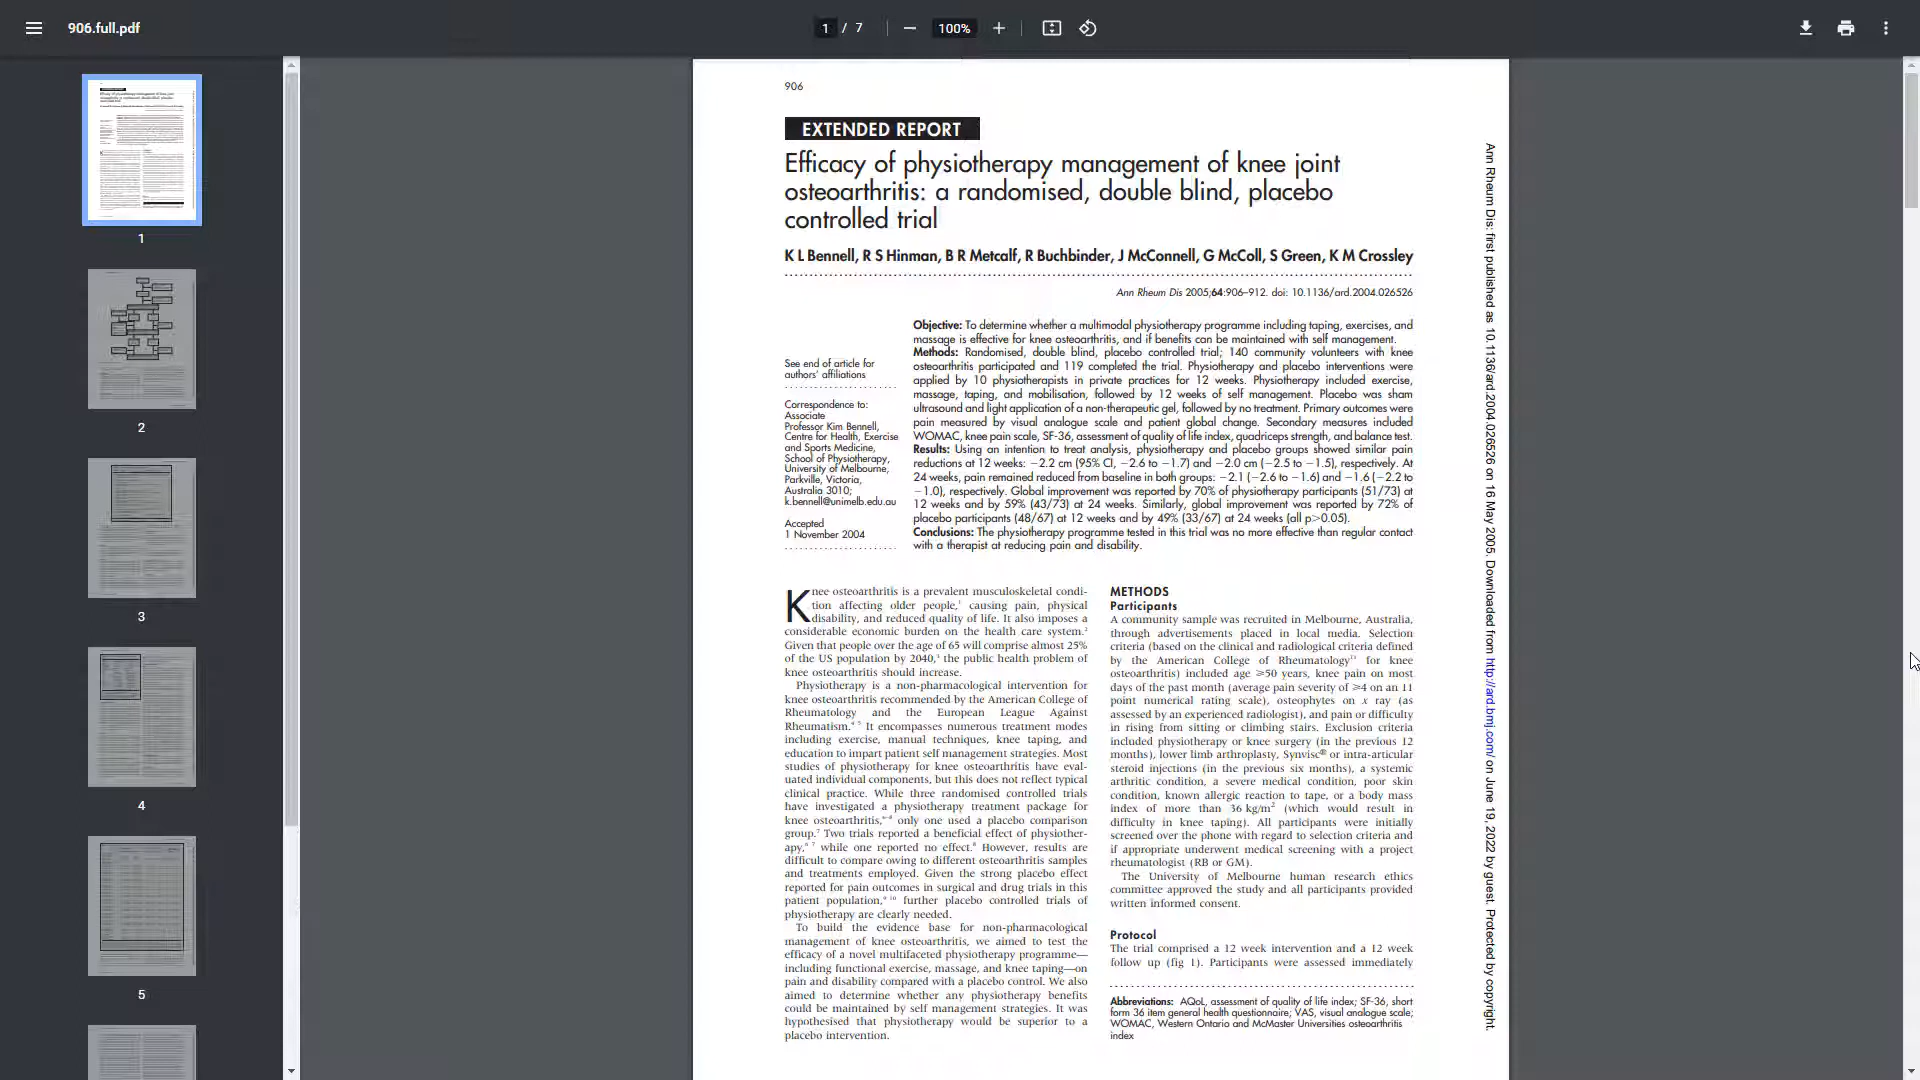 906.full.pdf
1 / 7
100%
1
2
3
4
5
906
EXTENDED REPORT
Efficacy of physiotherapy management of knee joint
osteoarthritis: a randomised, double blind, placebo
controlled trial
K L Bennell, R S Hinman, B R Metcalf, R Buchbinder, J McConnell, G McColl, S Green, K M Crossley
Ann Rheum Dis 2005;64:906–912. doi: 10.1136/ard.2004.026526
See end of article for
authors' affiliations
Correspondence to:
Associate
Professor Kim Bennell,
Centre for Health, Exercise
and Sports Medicine,
School of Physiotherapy,
University of Melbourne,
Parkville, Victoria,
Australia 3010;
k.bennell@unimelb.edu.au
Accepted
1 November 2004
Objective: To determine whether a multimodal physiotherapy programme including taping, exercises, and
massage is effective for knee osteoarthritis, and if benefits can be maintained with self management.
Methods: Randomised, double blind, placebo controlled trial; 140 community volunteers with knee
osteoarthritis participated and 119 completed the trial. Physiotherapy and placebo interventions were
applied by 10 physiotherapists in private practices for 12 weeks. Physiotherapy included exercise,
massage, taping, and mobilisation, followed by 12 weeks of self management. Placebo was sham
ultrasound and light application of a non-therapeutic gel, followed by no treatment. Primary outcomes were
pain measured by visual analogue scale and patient global change. Secondary measures included
WOMAC, knee pain scale, SF-36, assessment of quality of life index, quadriceps strength, and balance test.
Results: Using an intention to treat analysis, physiotherapy and placebo groups showed similar pain
reductions at 12 weeks: −2.2 cm (95% CI, −2.6 to −1.7) and −2.0 cm (−2.5 to −1.5), respectively. At
24 weeks, pain remained reduced from baseline in both groups: −2.1 (−2.6 to −1.6) and −1.6 (−2.2 to
−1.0), respectively. Global improvement was reported by 70% of physiotherapy participants (51/73) at
12 weeks and by 59% (43/73) at 24 weeks. Similarly, global improvement was reported by 72% of
placebo participants (48/67) at 12 weeks and by 49% (33/67) at 24 weeks (all p>0.05).
Conclusions: The physiotherapy programme tested in this trial was no more effective than regular contact
with a therapist at reducing pain and disability.
Knee osteoarthritis is a prevalent musculoskeletal condi-
tion affecting older people,1 causing pain, physical
disability, and reduced quality of life. It also imposes a
considerable economic burden on the health care system.2
Given that people over the age of 65 will comprise almost 25%
of the US population by 2040,3 the public health problem of
knee osteoarthritis should increase.
Physiotherapy is a non-pharmacological intervention for
knee osteoarthritis recommended by the American College of
Rheumatology and the European League Against
Rheumatism.4 5 It encompasses numerous treatment modes
including exercise, manual techniques, knee taping, and
education to impart patient self management strategies. Most
studies of physiotherapy for knee osteoarthritis have eval-
uated individual components, but this does not reflect typical
clinical practice. While three randomised controlled trials
have investigated a physiotherapy treatment package for
knee osteoarthritis,6–8 only one used a placebo comparison
group.7 Two trials reported a beneficial effect of physiother-
apy,6 7 while one reported no effect.8 However, results are
difficult to compare owing to different osteoarthritis samples
and treatments employed. Given the strong placebo effect
reported for pain outcomes in surgical and drug trials in this
patient population,9 10 further placebo controlled trials of
physiotherapy are clearly needed.
To build the evidence base for non-pharmacological
management of knee osteoarthritis, we aimed to test the
efficacy of a novel multifaceted physiotherapy programme—
including functional exercise, massage, and knee taping—on
pain and disability compared with a placebo control. We also
aimed to determine whether any physiotherapy benefits
could be maintained by self management strategies. It was
hypothesised that physiotherapy would be superior to a
placebo intervention.
METHODS
Participants
A community sample was recruited in Melbourne, Australia,
through advertisements placed in local media. Selection
criteria (based on the clinical and radiological criteria defined
by the American College of Rheumatology11 for knee
osteoarthritis) included age ≥50 years, knee pain on most
days of the past month (average pain severity of ≥4 on an 11
point numerical rating scale), osteophytes on x ray (as
assessed by an experienced radiologist), and pain or difficulty
in rising from sitting or climbing stairs. Exclusion criteria
included physiotherapy or knee surgery (in the previous 12
months), lower limb arthroplasty, Synvisc® or intra-articular
steroid injections (in the previous six months), a systemic
arthritic condition, a severe medical condition, poor skin
condition, known allergic reaction to tape, or a body mass
index of more than 36 kg/m2 (which would result in
difficulty in knee taping). All participants were initially
screened over the phone with regard to selection criteria and
if appropriate underwent medical screening with a project
rheumatologist (RB or GM).
The University of Melbourne human research ethics
committee approved the study and all participants provided
written informed consent.
Protocol
The trial comprised a 12 week intervention and a 12 week
follow up (fig 1). Participants were assessed immediately
Abbreviations: AQoL, assessment of quality of life index; SF-36, short
form 36 item general health questionnaire; VAS, visual analogue scale;
WOMAC, Western Ontario and McMaster Universities osteoarthritis
index
Ann Rheum Dis: first published as 10.1136/ard.2004.026526 on 16 May 2005. Downloaded from http://ard.bmj.com/ on June 19, 2022 by guest. Protected by copyright.